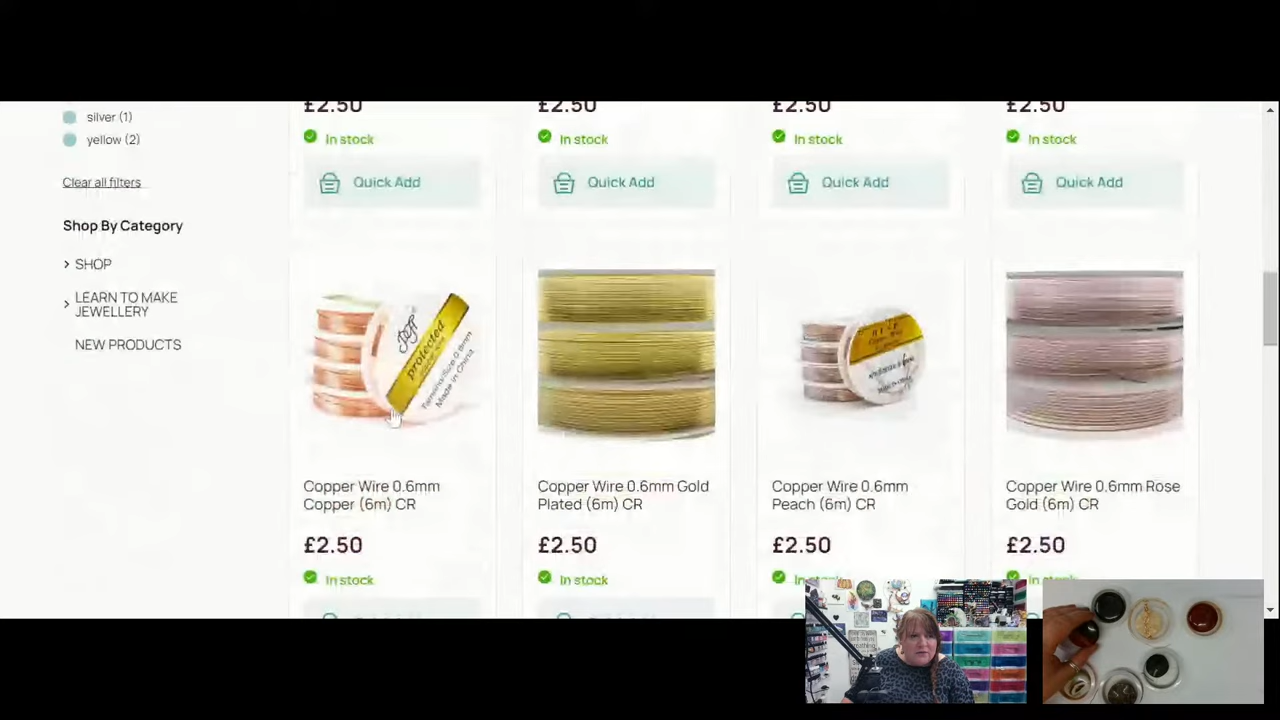 £2.50 £2.50 £2.50 £2.50
silver (1)
yellow (2)
In stock In stock In stock In stock
Clear all filters
Quick Add Quick Add Quick Add Quick Add
Shop By Category
SHOP
LEARN TO MAKE
JEWELLERY
NEW PRODUCTS
protected
Made in China
Copper Wire 0.6mm
Copper (6m) CR
Copper Wire 0.6mm Gold
Plated (6m) CR
Copper Wire 0.6mm
Peach (6m) CR
Copper Wire 0.6mm Rose
Gold (6m) CR
£2.50 £2.50 £2.50 £2.50
In stock In stock